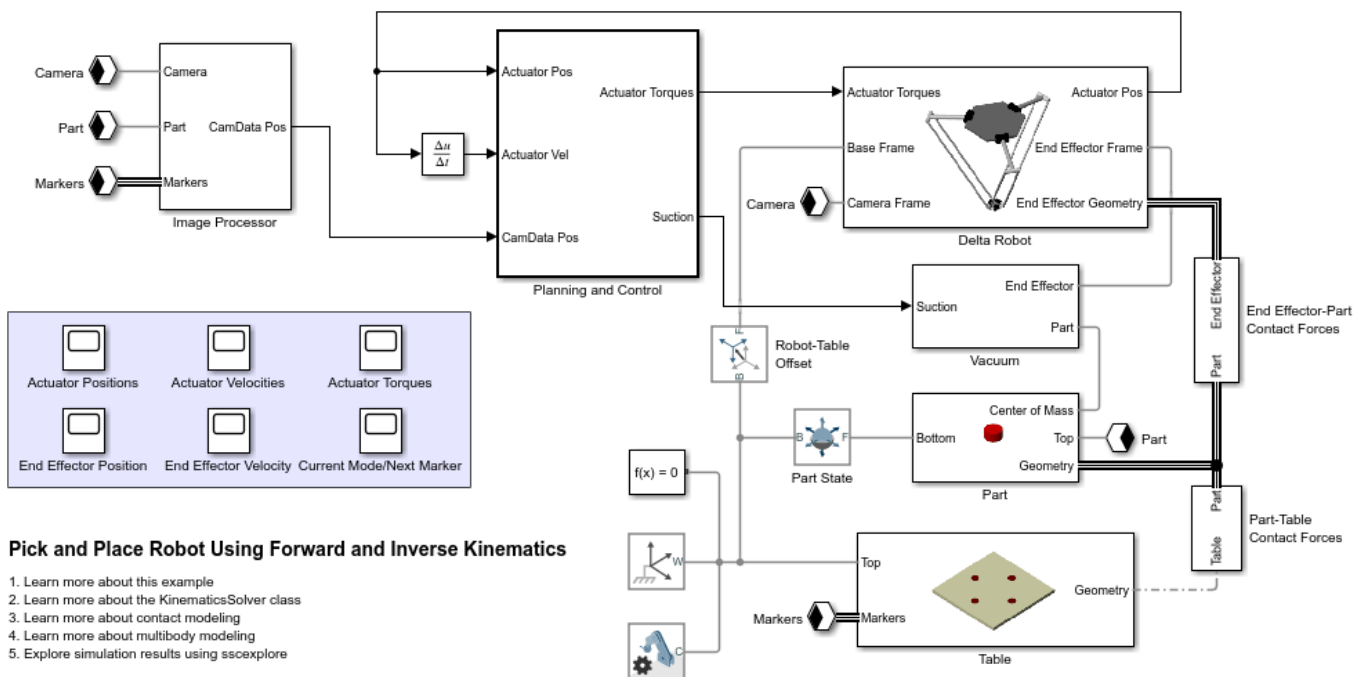 Camera
Camera
Part
Part
CamData Pos
Markers
Markers
Image Processor
Actuator Pos
Actuator Torques
Δu
Δt
Actuator Vel
Suction
CamData Pos
Planning and Control
Actuator Torques
Actuator Pos
Base Frame
End Effector Frame
Camera
Camera Frame
End Effector Geometry
Delta Robot
End Effector
Suction
Part
Vacuum
End Effector
Part
End Effector-Part
Contact Forces
F
B
Robot-Table
Offset
Actuator Positions
Actuator Velocities
Actuator Torques
End Effector Position
End Effector Velocity
Current Mode/Next Marker
B
F
Part State
Center of Mass
Bottom
Top
Geometry
Part
Part
Part
Table
Part-Table
Contact Forces
f(x) = 0
W
C
Top
Geometry
Markers
Markers
Table
Pick and Place Robot Using Forward and Inverse Kinematics
1. Learn more about this example
2. Learn more about the KinematicsSolver class
3. Learn more about contact modeling
4. Learn more about multibody modeling
5. Explore simulation results using sscexplore